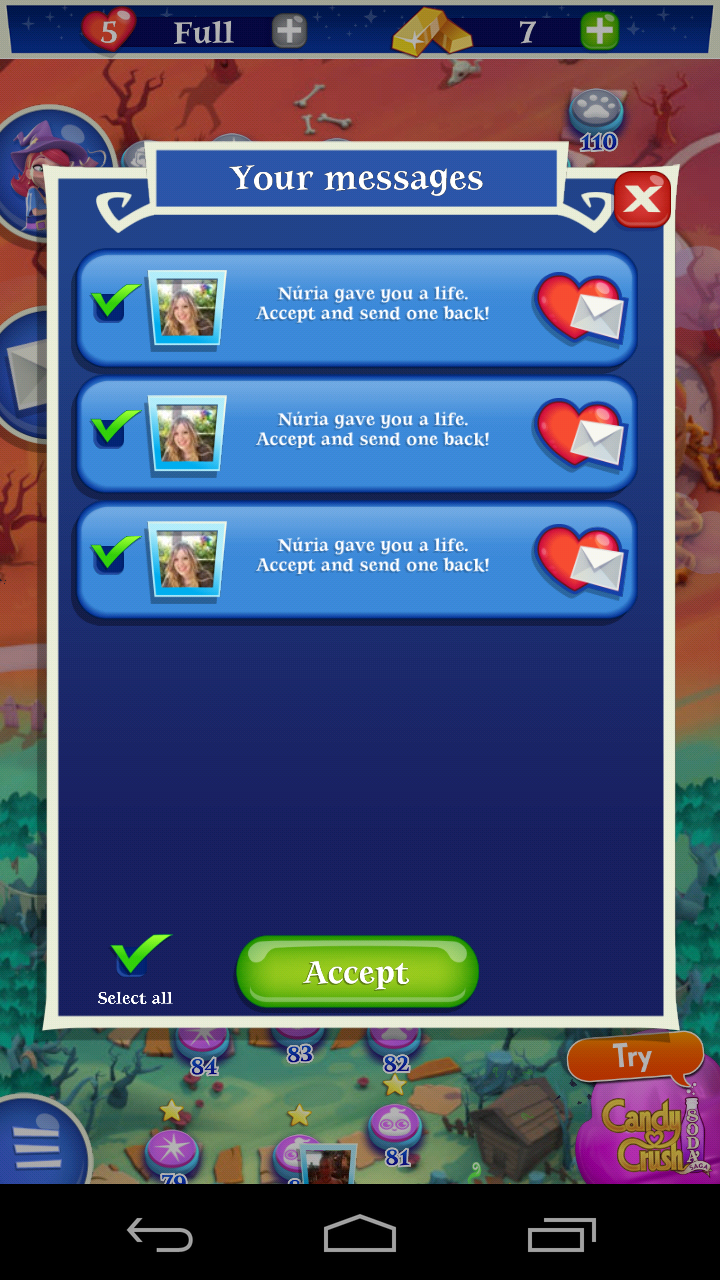 5 Full 7
110
Your messages
Núria gave you a life.
Accept and send one back!
Núria gave you a life.
Accept and send one back!
Núria gave you a life.
Accept and send one back!
Accept
Select all
84 83 82
Try
Candy Crush SODA SAGA
79 81